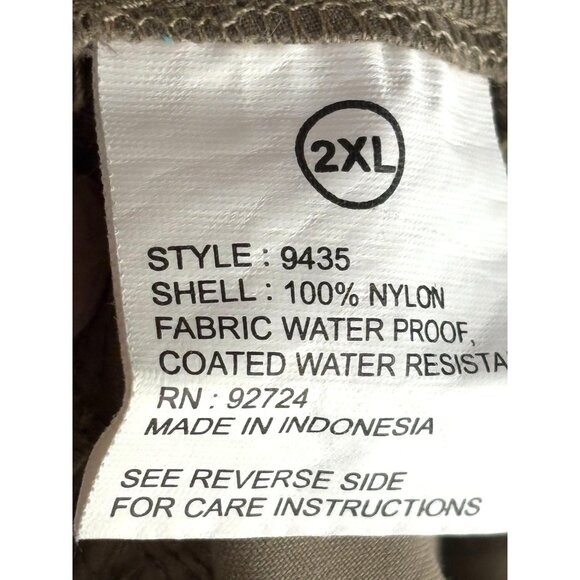 2XL
STYLE : 9435
SHELL : 100% NYLON
FABRIC WATER PROOF,
COATED WATER RESISTA
RN : 92724
MADE IN INDONESIA
SEE REVERSE SIDE
FOR CARE INSTRUCTIONS